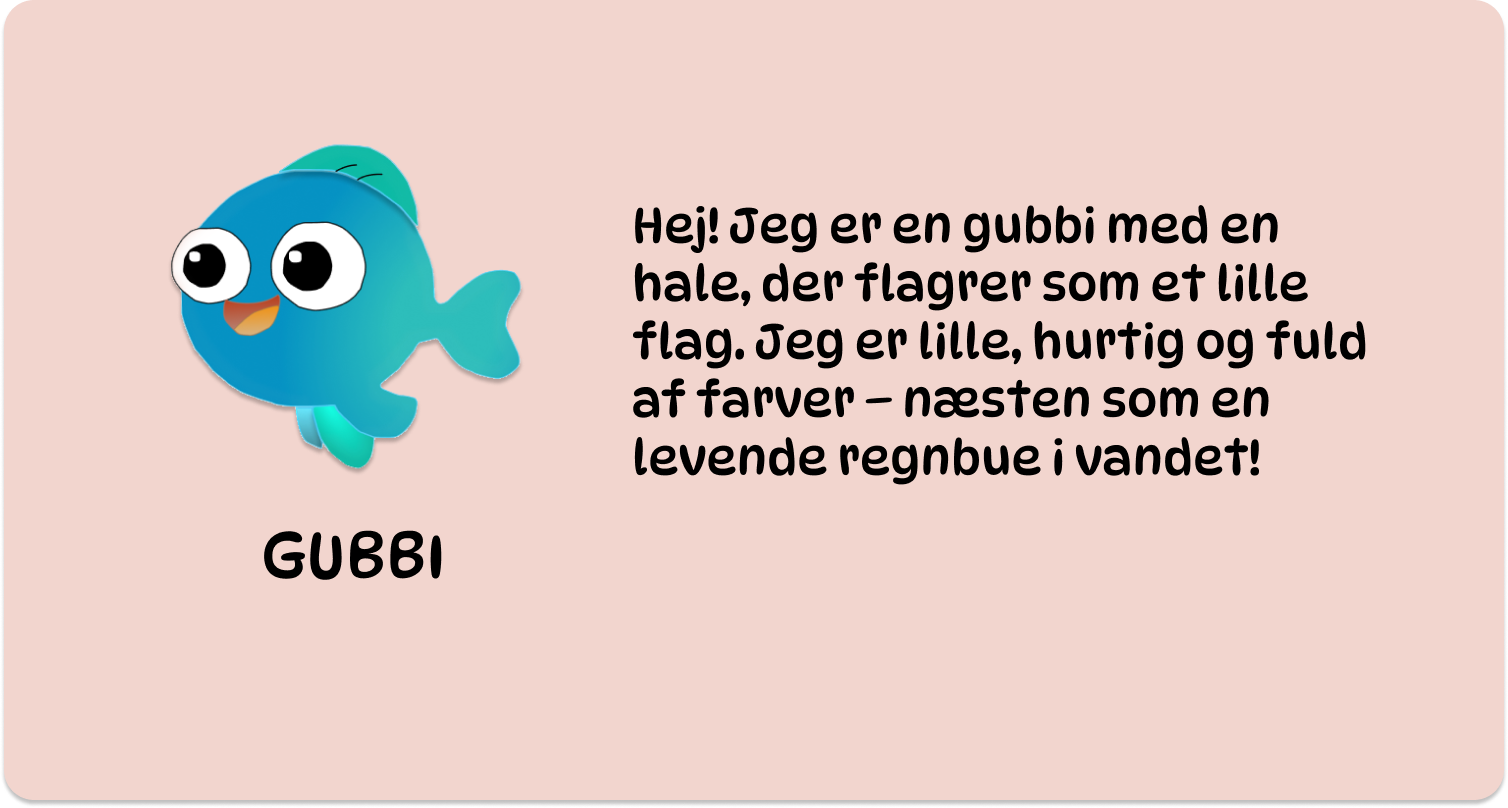 Hej! Jeg er en gubbi med en
hale, der flagrer som et lille
flag. Jeg er lille, hurtig og fuld
af farver – næsten som en
levende regnbue i vandet!
GUBBI